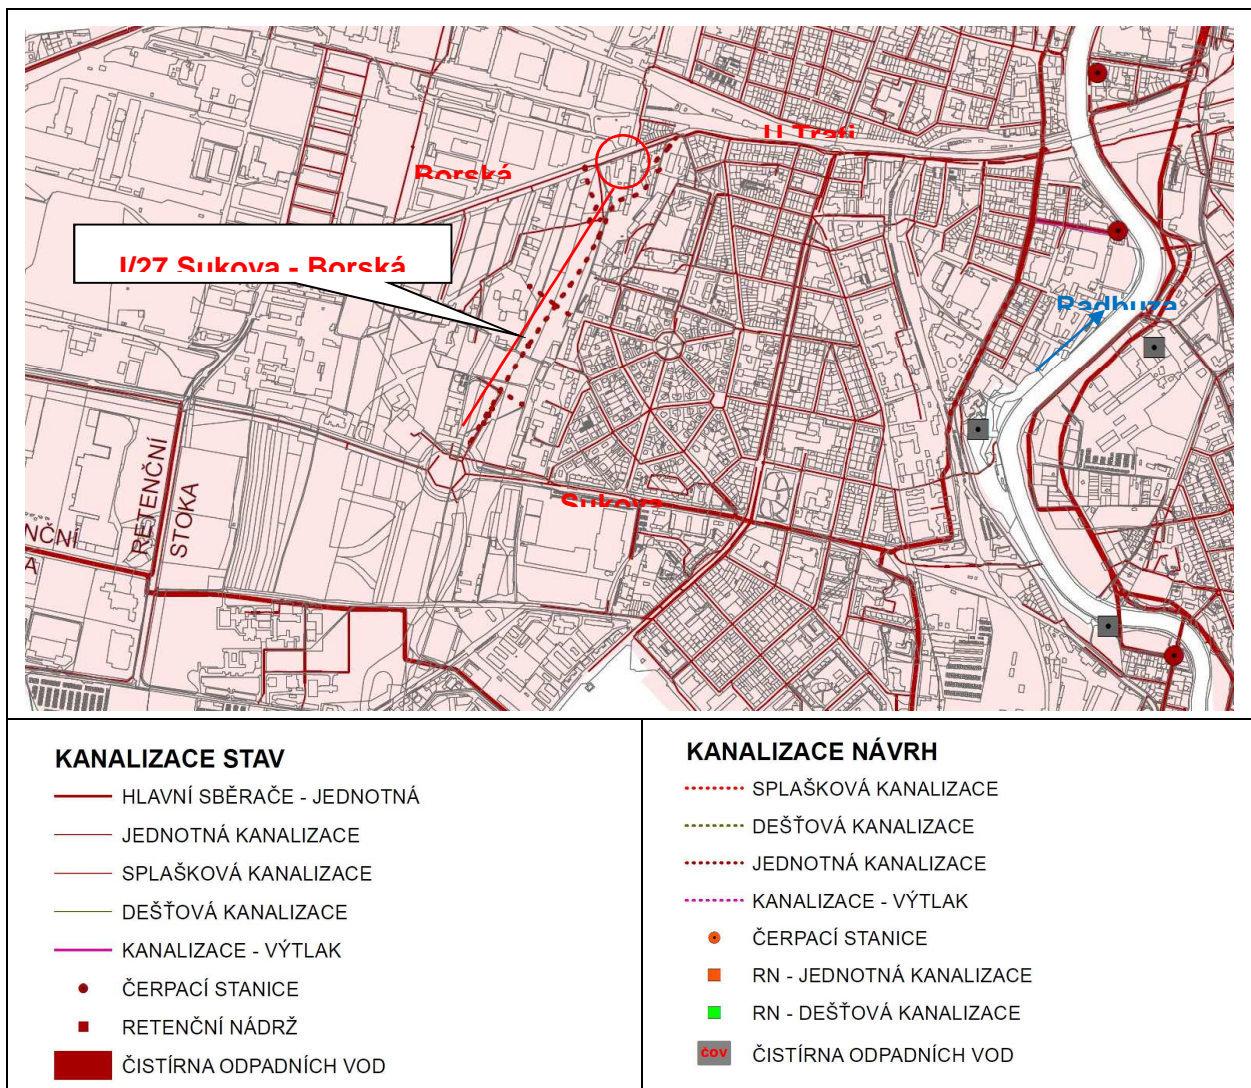 U Trati
Borská
I/27 Sukova - Borská
Radbuza
RETENČNÍ
STOKA
Sukova
NČNÍ
A
KANALIZACE STAV
HLAVNÍ SBĚRAČE - JEDNOTNÁ
JEDNOTNÁ KANALIZACE
SPLAŠKOVÁ KANALIZACE
DEŠŤOVÁ KANALIZACE
KANALIZACE - VÝTLAK
ČERPACÍ STANICE
RETENČNÍ NÁDRŽ
ČISTÍRNA ODPADNÍCH VOD
KANALIZACE NÁVRH
SPLAŠKOVÁ KANALIZACE
DEŠŤOVÁ KANALIZACE
JEDNOTNÁ KANALIZACE
KANALIZACE - VÝTLAK
ČERPACÍ STANICE
RN - JEDNOTNÁ KANALIZACE
RN - DEŠŤOVÁ KANALIZACE
čov
ČISTÍRNA ODPADNÍCH VOD